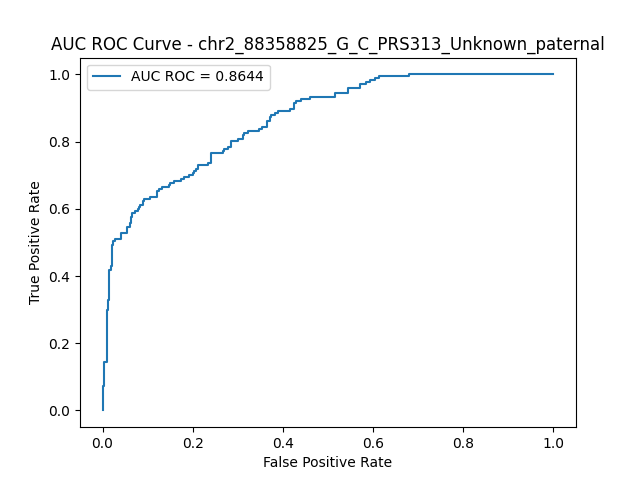 AUC ROC Curve - chr2_88358825_G_C_PRS313_Unknown_paternal
AUC ROC = 0.8644
True Positive Rate
1.0
0.8
0.6
0.4
0.2
0.0
0.0 0.2 0.4 0.6 0.8 1.0
False Positive Rate